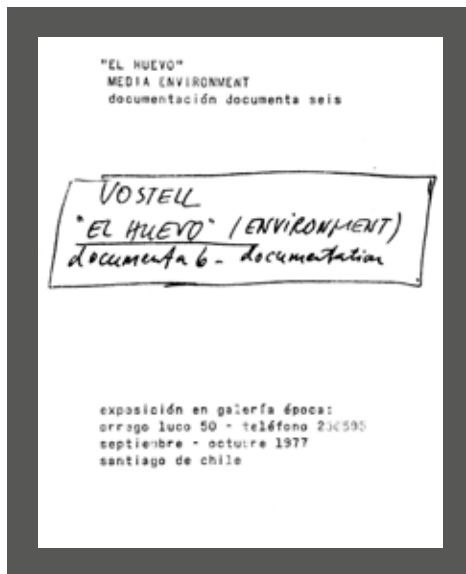 "EL HUEVO"
MEDIA ENVIRONMENT
documentación documenta seis
VOSTELL
"EL HUEVO" (ENVIRONMENT)
documenta 6 - documentation
exposición en galería época:
orrego luco 50 - teléfono
septiembre - octubre 1977
santiago de chile